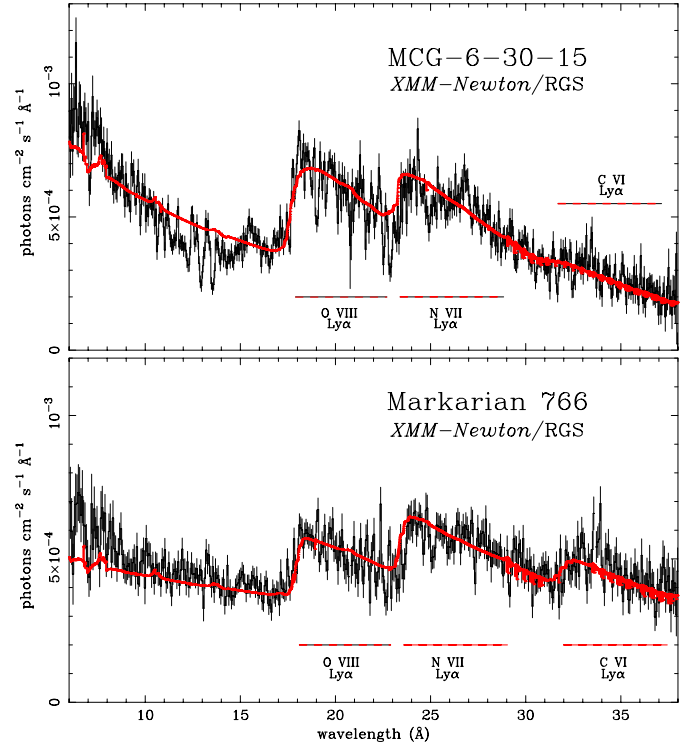 MCG−6−30−15
XMM−Newton/RGS
10⁻³
photons cm⁻² s⁻¹ Å⁻¹
5×10⁻⁴
0
C VI
Lyα
O VIII
Lyα
N VII
Lyα
Markarian 766
XMM−Newton/RGS
10⁻³
photons cm⁻² s⁻¹ Å⁻¹
5×10⁻⁴
0
O VIII
Lyα
N VII
Lyα
C VI
Lyα
10 15 20 25 30 35
wavelength (Å)